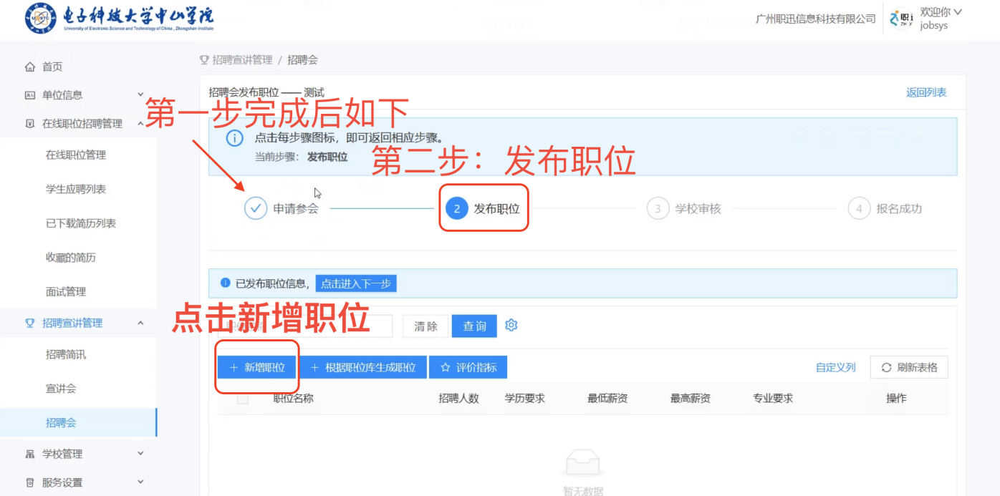 电子科技大学中山学院
University of Electronic Science and Technology of China , Zhongshan Institute
广州职迅信息科技有限公司
职i
欢迎你
jobsys
首页
单位信息
在线职位招聘管理
在线职位管理
学生应聘列表
已下载简历列表
收藏的简历
面试管理
招聘宣讲管理
招聘简讯
宣讲会
招聘会
学校管理
服务设置
招聘宣讲管理 / 招聘会
招聘会发布职位 —— 测试
返回列表
第一步完成后如下
点击每步骤图标，即可返回相应步骤。
当前步骤： 发布职位
第二步：发布职位
申请参会
2 发布职位
3 学校审核
4 报名成功
已发布职位信息， 点击进入下一步
点击新增职位
清 除
查 询
+ 新增职位
+ 根据职位库生成职位
评价指标
自定义列
刷新表格
职位名称 招聘人数 学历要求 最低薪资 最高薪资 专业要求 操作
暂无数据